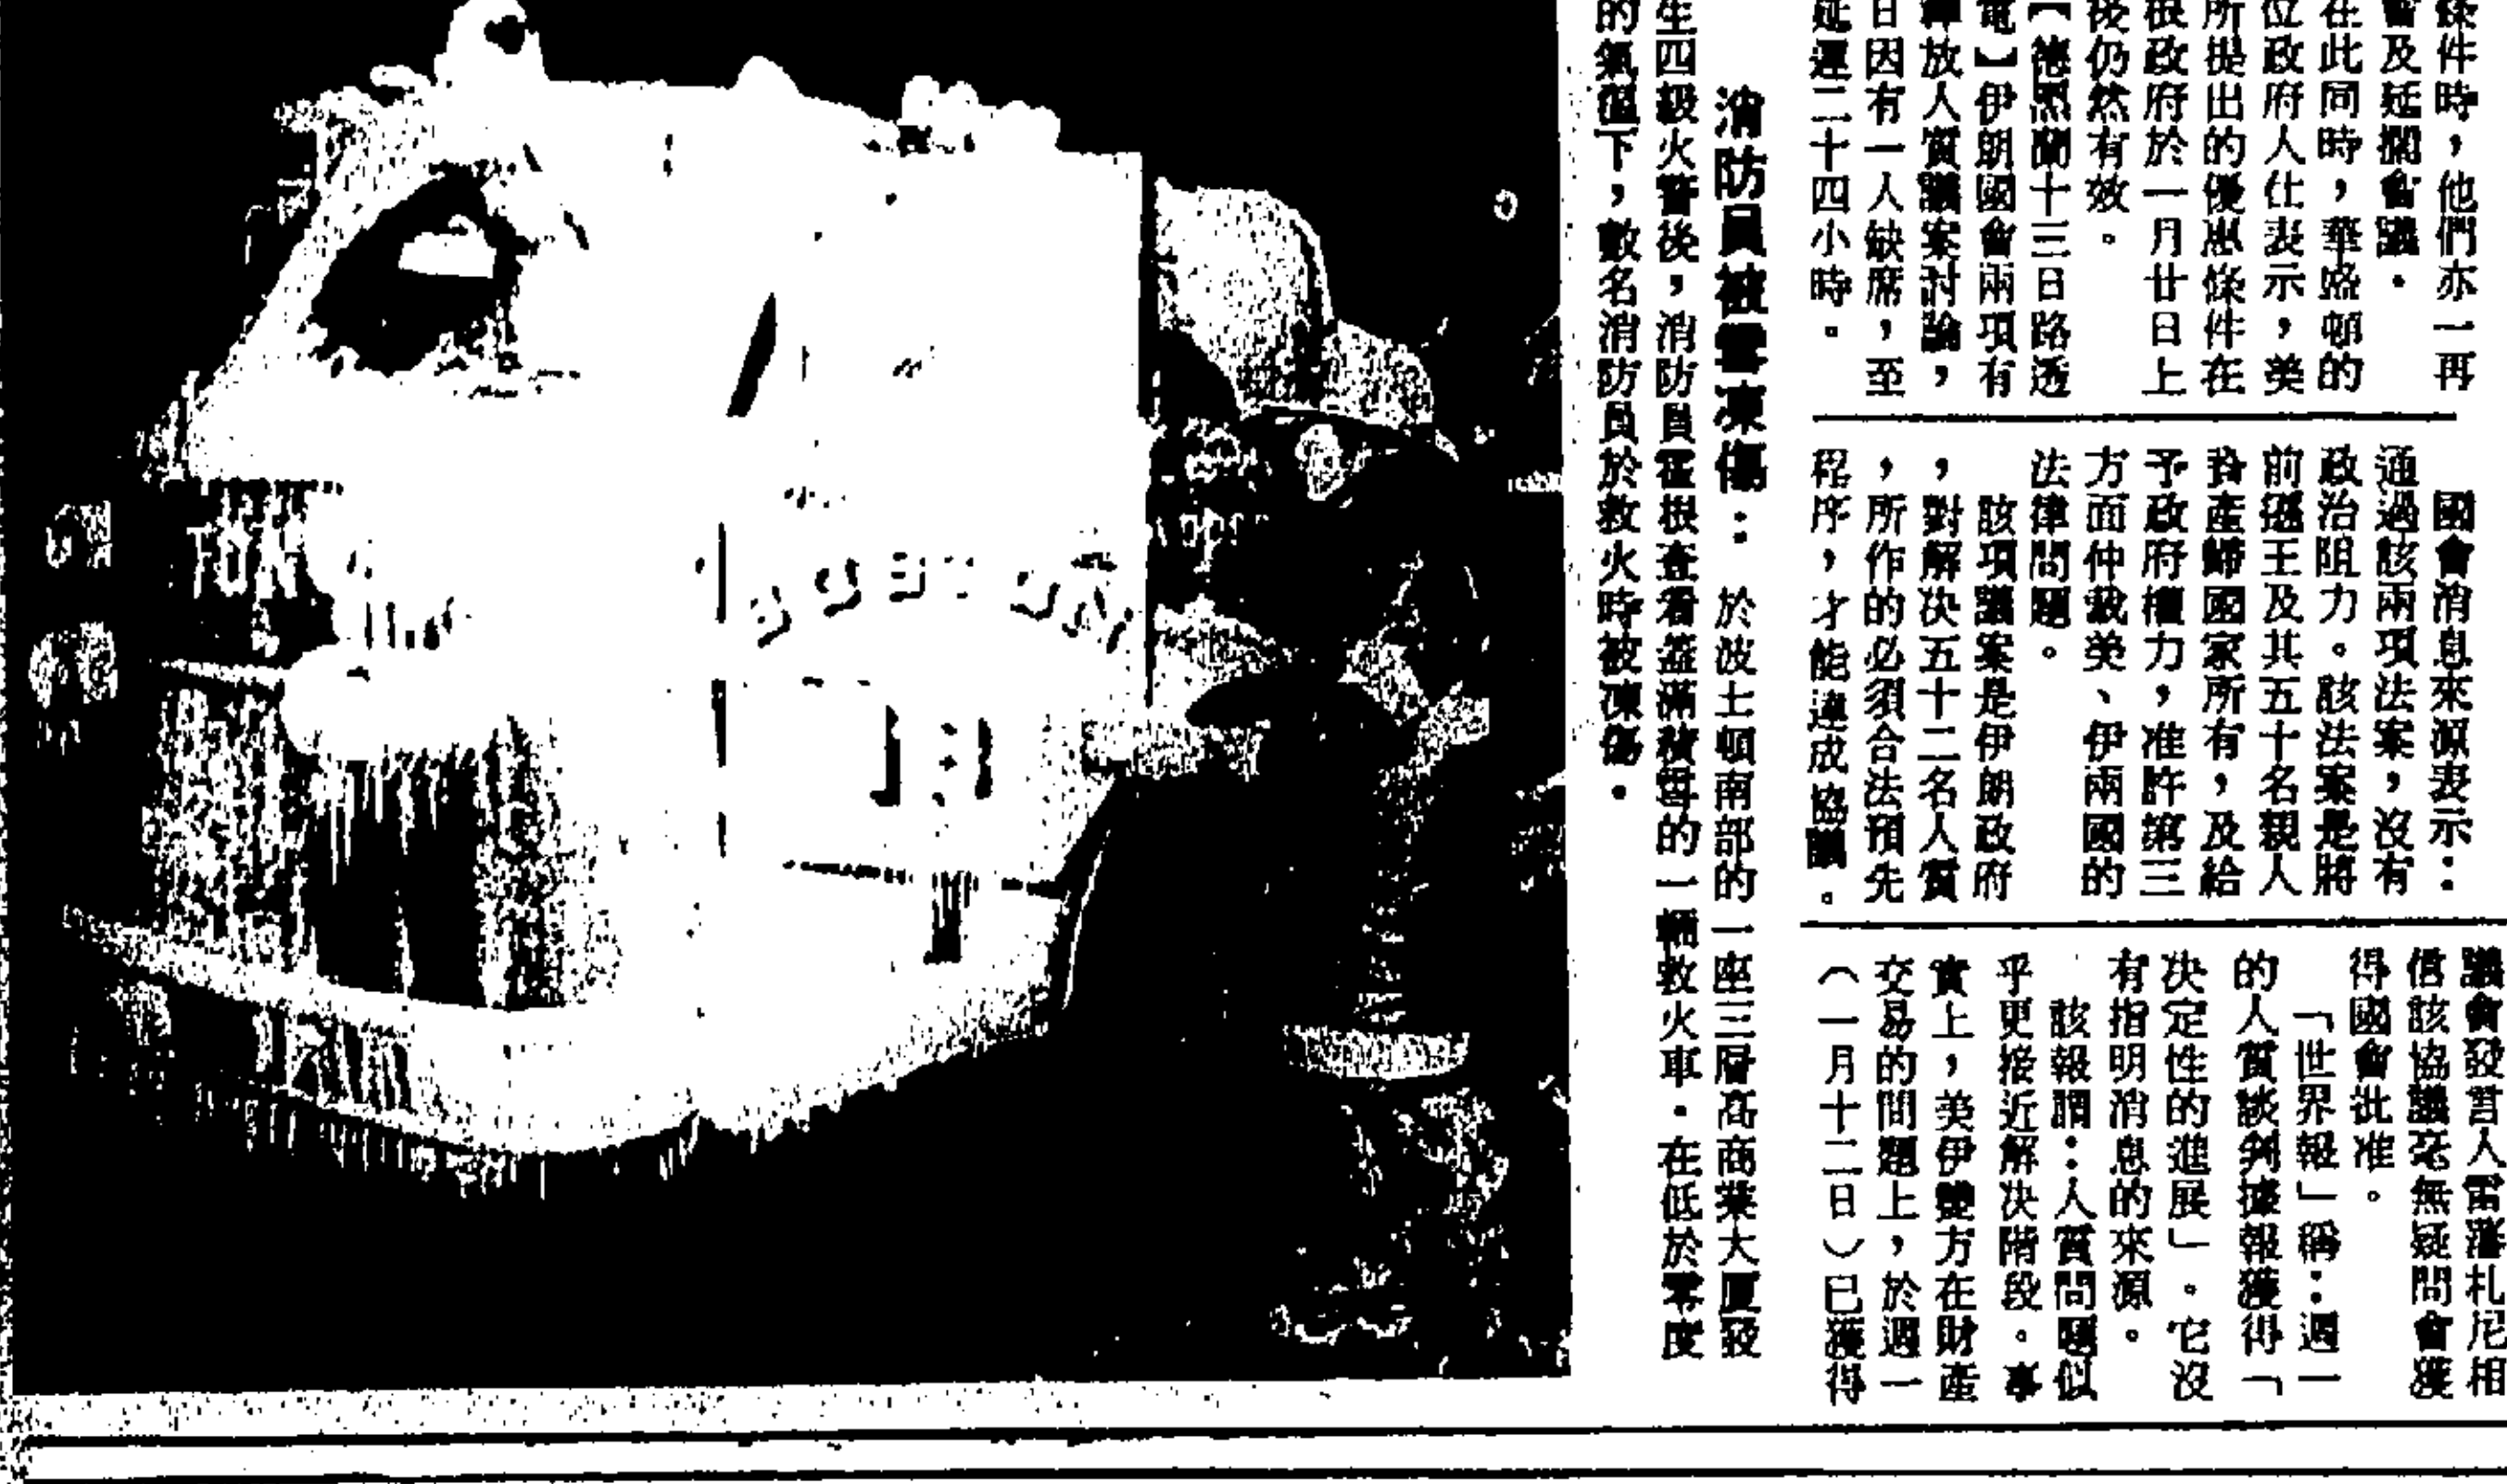 條件時，他們亦一再
會及延擱會議．
在此同時，華盛頓的
位政府人仕表示，美
所提出的優惠條件在
根政府於一月廿日上
後仍然有效。
【德黑蘭十三日路透
電】伊朗國會兩項有
釋放人質議案討論，
日因有一人缺席，至
延遲二十四小時。
國會消息來源表示：
通過該兩項法案，沒有
政治阻力。該法案是將
前 王及其五十名親人
產歸國家所有，及給
予政府權力，准許第三
方面仲裁美、伊兩國的
法律問題。
該項議案是伊朗政府
，對解決五十二名人質
，所作的必須合法預先
程序，才能達成協議。
議會發言人雷 札尼相
信該協議毫無疑問會獲
得國會批准。
「世界報」稱：週一
的人質談判據報獲得「
決定性的進展」。它沒
有指明消息的來源。
該報謂：人質問題似
乎更接近解決階段。事
實上，美伊雙方在財產
交易的問題上，於週一
（一月十二日）已獲得
消防員被雪凍傷： 於波士頓南部的一座三層高商業大厦發
生四級火警後，消防員霍根查看蓋滿積雪的一輛救火車．在低於零度
的氣溫下，數名消防員於救火時被凍傷．
BOSTON